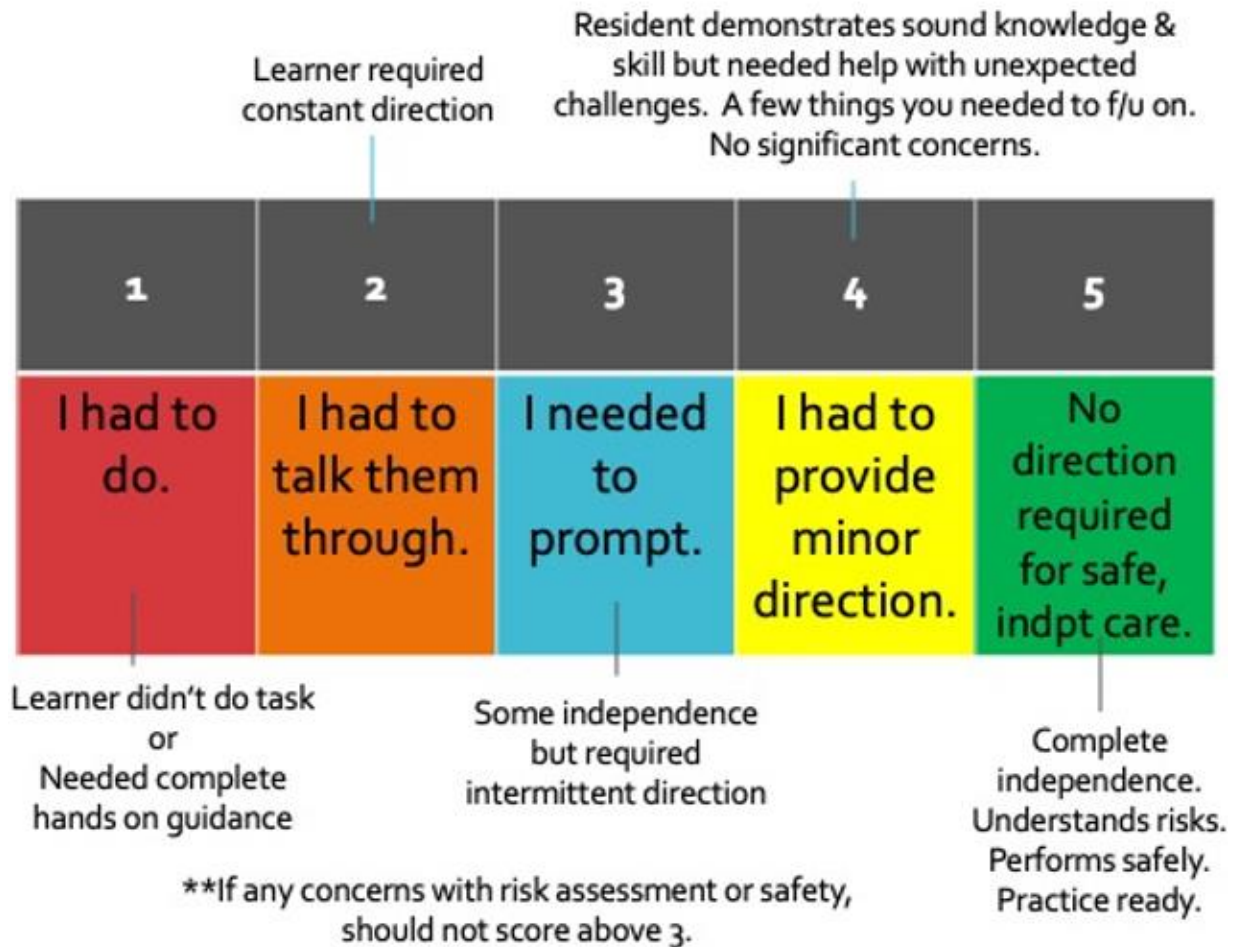 Learner required
constant direction
Resident demonstrates sound knowledge &
skill but needed help with unexpected
challenges. A few things you needed to f/u on.
No significant concerns.
1
2
3
4
5
I had to
do.
I had to
talk them
through.
I needed
to
prompt.
I had to
provide
minor
direction.
No
direction
required
for safe,
indpt care.
Learner didn't do task
or
Needed complete
hands on guidance
Some independence
but required
intermittent direction
Complete
independence.
Understands risks.
Performs safely.
Practice ready.
**If any concerns with risk assessment or safety,
should not score above 3.